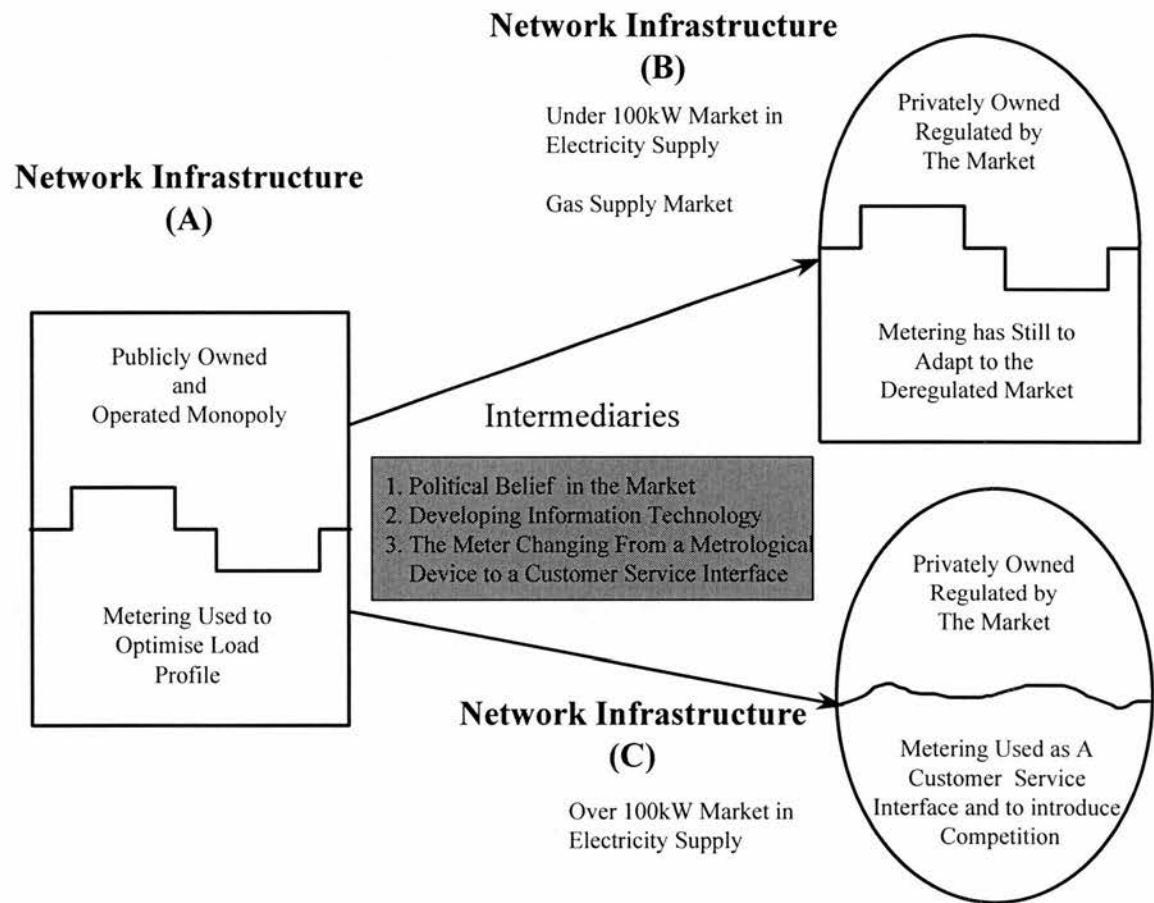 Network Infrastructure
(A)
Publicly Owned
and
Operated Monopoly
Metering Used to
Optimise Load
Profile
Intermediaries
1. Political Belief in the Market
2. Developing Information Technology
3. The Meter Changing From a Metrological
Device to a Customer Service Interface
Network Infrastructure
(B)
Under 100kW Market in
Electricity Supply
Gas Supply Market
Privately Owned
Regulated by
The Market
Metering has Still to
Adapt to the
Deregulated Market
Network Infrastructure
(C)
Over 100kW Market in
Electricity Supply
Privately Owned
Regulated by
The Market
Metering Used as A
Customer Service
Interface and to introduce
Competition